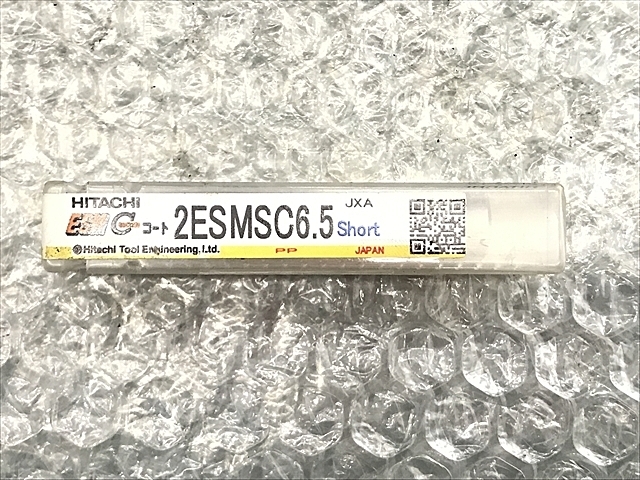 HITACHI
JXA
ESM C コート 2ESMSC6.5 Short
Hitachi Tool Engineering, Ltd. PP JAPAN